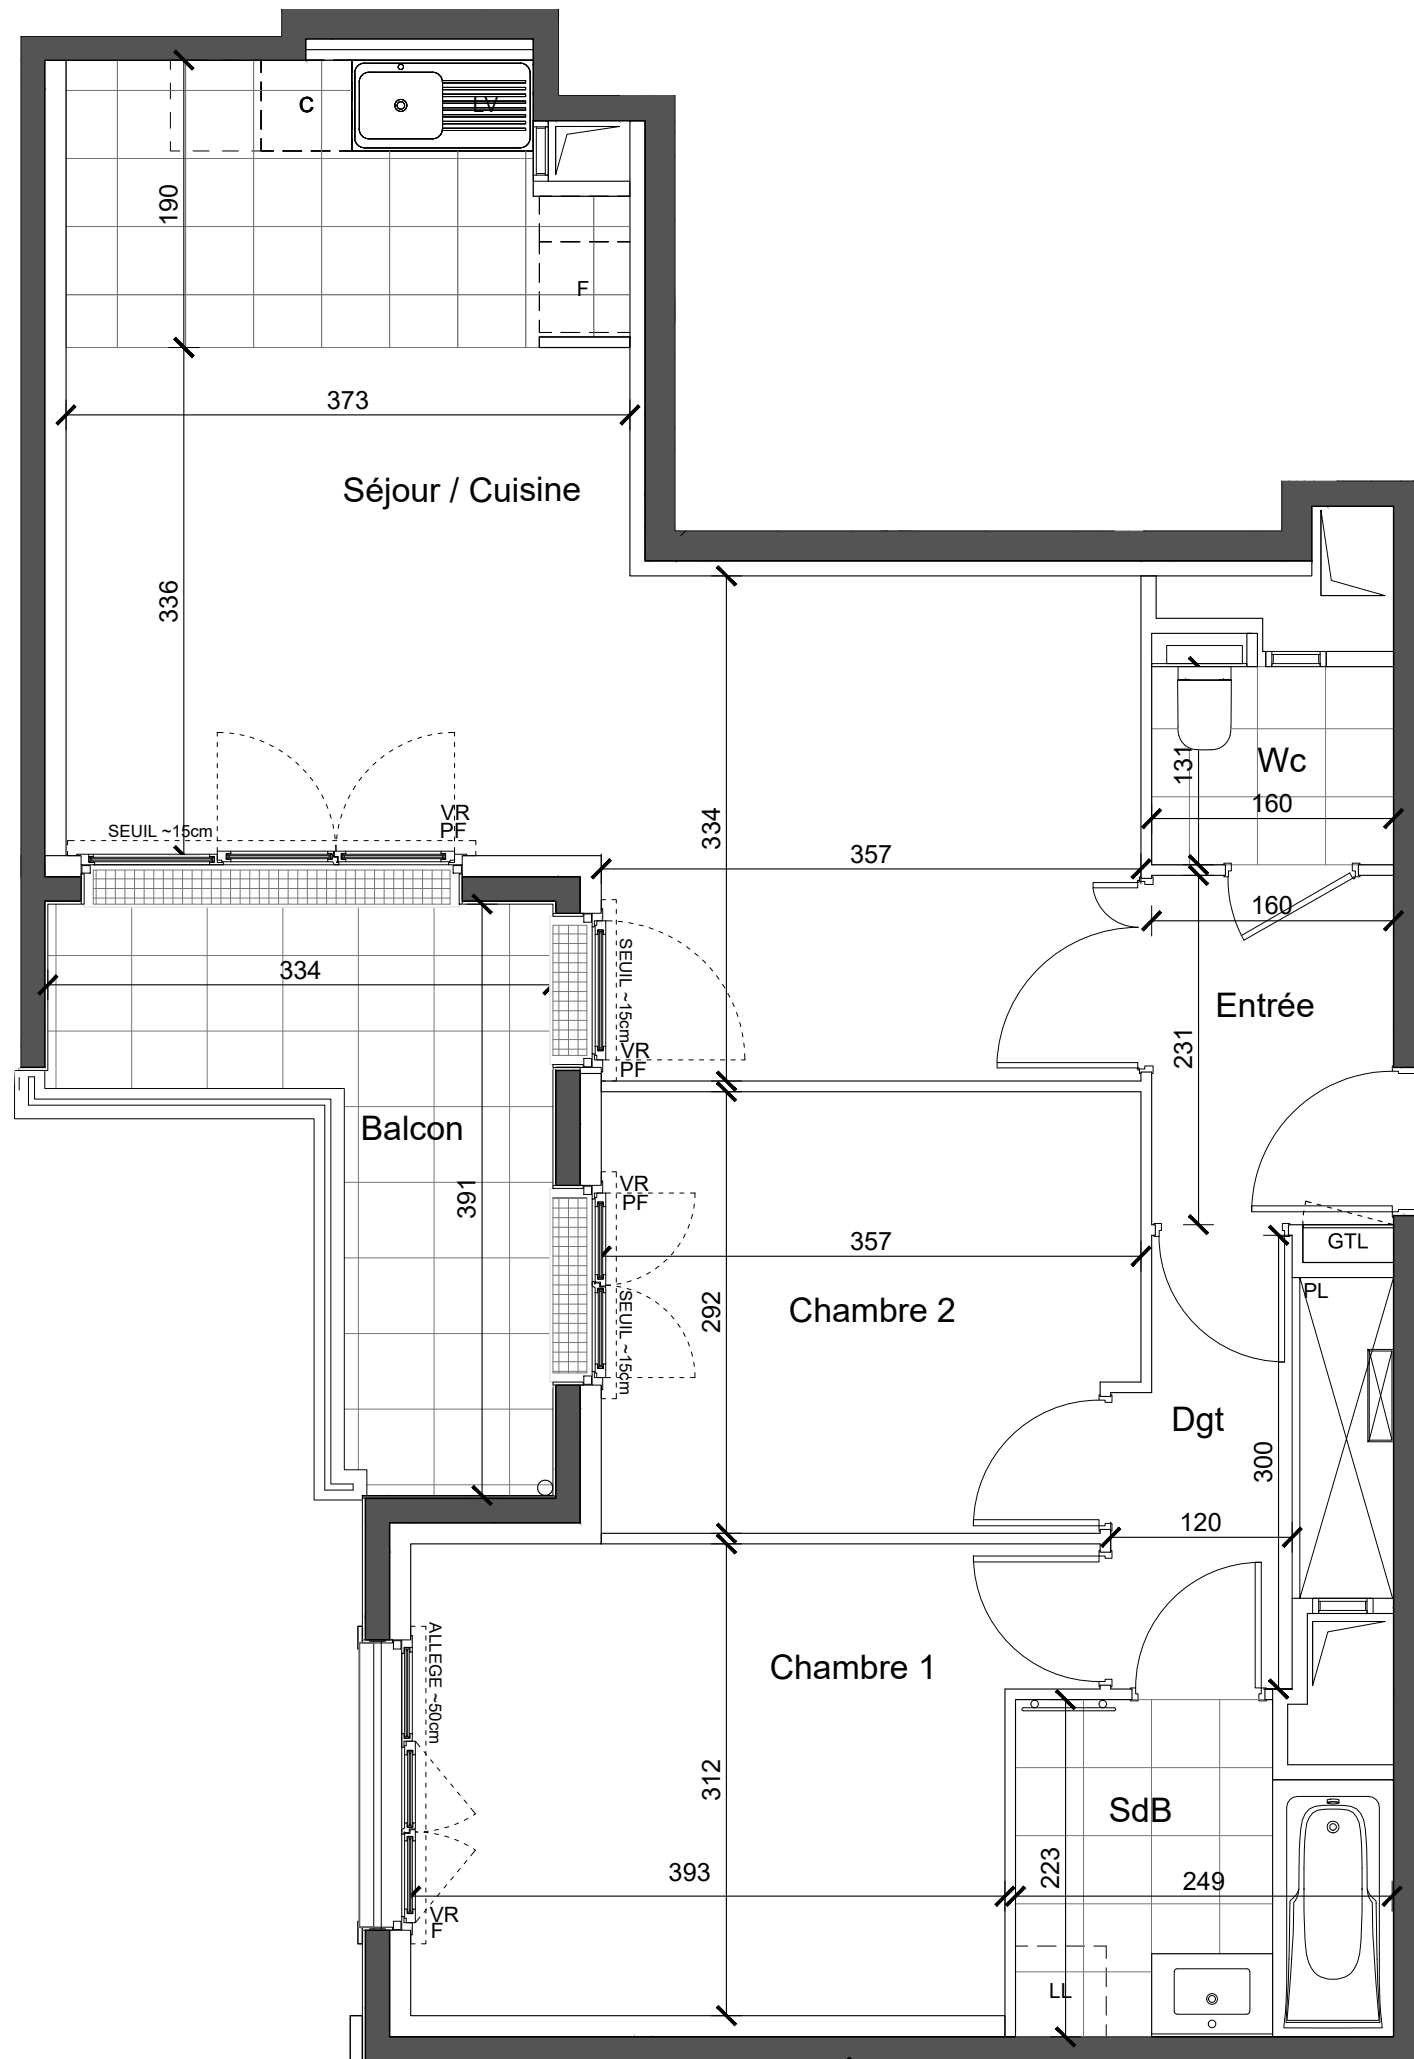 C
LV
190
F
373
Séjour / Cuisine
336
131
Wc
160
VR
PF
SEUIL ~15cm
334
357
160
334
SEUIL ~15cm
VR
PF
Entrée
231
Balcon
391
VR
PF
357
GTL
PL
SEUIL ~15cm
292
Chambre 2
Dgt
300
120
ALLEGE ~50cm
Chambre 1
312
SdB
393
223
249
VR
F
LL